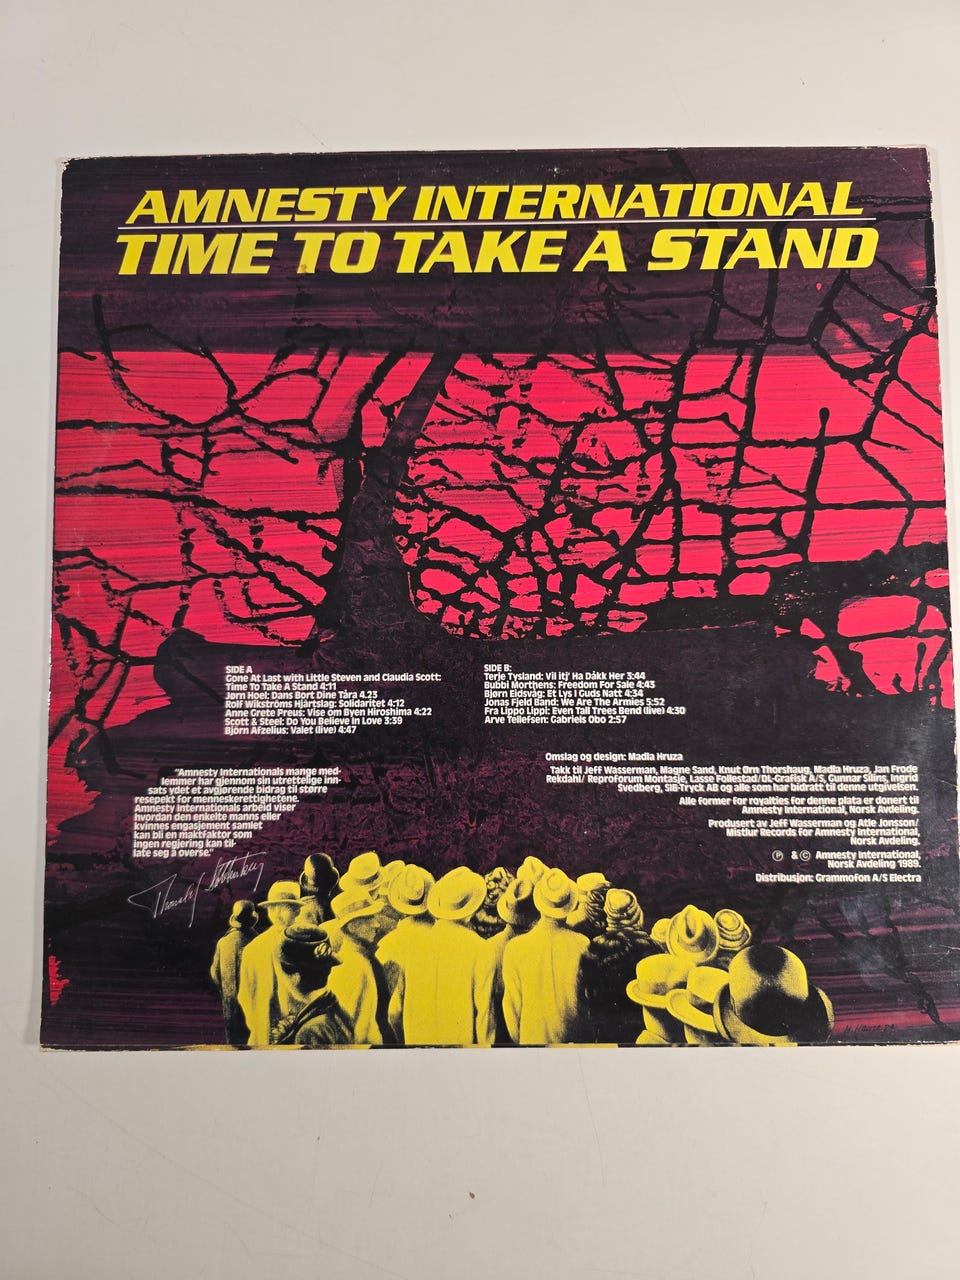 AMNESTY INTERNATIONAL
TIME TO TAKE A STAND
SIDE A
Gone At Last with Little Steven and Claudia Scott:
Time To Take A Stand 4:11
Jørn Hoel: Dans Bort Dine Tåra 4.23
Rolf Wikströms Hjärtslag: Solidaritet 4:12
Anne Grete Preus: Vise om Byen Hiroshima 4:22
Scott & Steel: Do You Believe In Love 3:39
Björn Afzelius: Valet (live) 4:47
SIDE B:
Terje Tysland: Vil itj' Ha Dåkk Her 3:44
Bubbi Morthens: Freedom For Sale 4:43
Bjørn Eidsvåg: Et Lys I Guds Natt 4:34
Jonas Fjeld Band: We Are The Armies 5:52
Fra Lippo Lippi: Even Tall Trees Bend (live) 4:30
Arve Tellefsen: Gabriels Obo 2:57
"Amnesty Internationals mange med-
lemmer har gjennom sin utrettelige inn-
sats ydet et avgjørende bidrag til større
respekt for menneskerettighetene.
Amnesty Internationals arbeid viser
hvordan den enkelte manns eller
kvinnes engasjement samlet
kan bli en maktfaktor som
ingen regjering kan til-
late seg å overse."
Omslag og design: Madla Hruza
Takk til Jeff Wasserman, Magne Sand, Knut Ørn Thorshaug, Madla Hruza, Jan Frode
Rekdahl/ Reproforum Montasje, Lasse Follestad/DL-Grafisk A/S, Gunnar Silins, Ingrid
Svedberg, SIB-Tryck AB og alle som har bidratt til denne utgivelsen.
Alle former for royalties for denne plata er donert til
Amnesty International, Norsk Avdeling.
Produsert av Jeff Wasserman og Atle Jonsson/
Mistlur Records for Amnesty International,
Norsk Avdeling.
Ⓟ & © Amnesty International,
Norsk Avdeling 1989.
Distribusjon: Grammofon A/S Electra